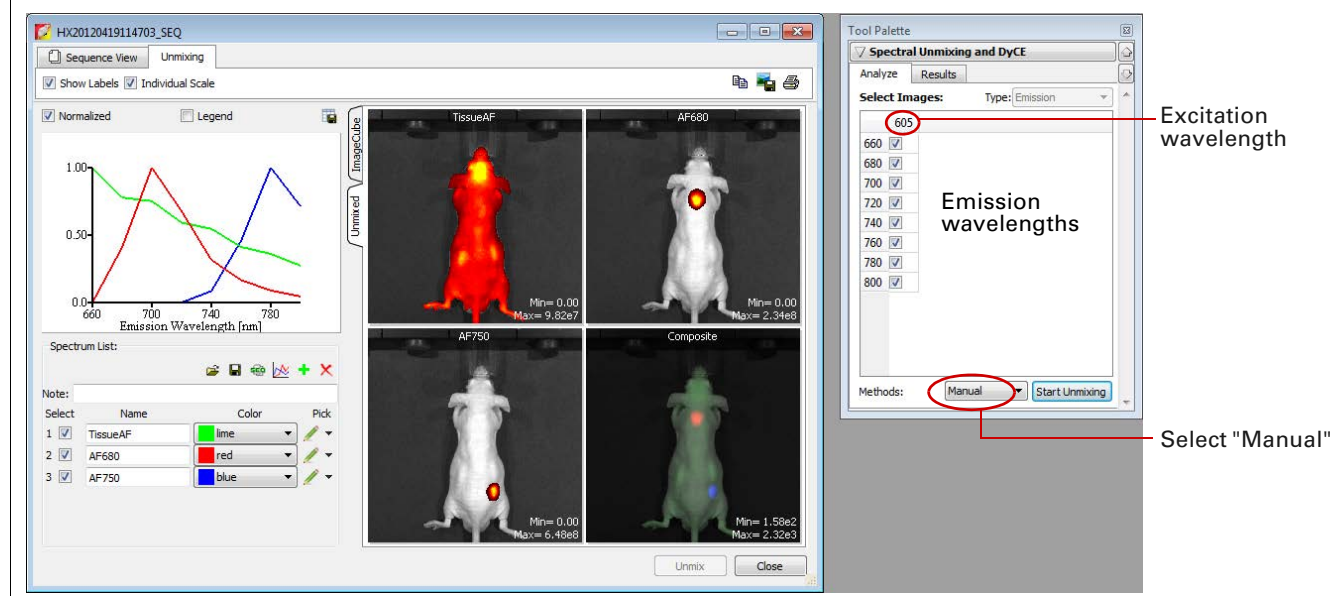 HX20120419114703_SEQ
Sequence View Unmixing
Show Labels Individual Scale
Normalized Legend
1.00
0.50
0.0
660 700 740 780
Emission Wavelength [nm]
Spectrum List:
SEQ
Note:
Select Name Color Pick
1 TissueAF lime
2 AF680 red
3 AF750 blue
ImageCube
Unmixed
TissueAF
Min= 0.00
Max= 9.82e7
AF680
Min= 0.00
Max= 2.34e8
AF750
Min= 0.00
Max= 6.48e8
Composite
Min= 1.58e2
Max= 2.32e3
Unmix Close
Tool Palette
Spectral Unmixing and DyCE
Analyze Results
Select Images: Type: Emission
605
660
680
700
720
740
760
780
800
Emission
wavelengths
Methods: Manual Start Unmixing
Excitation
wavelength
Select "Manual"